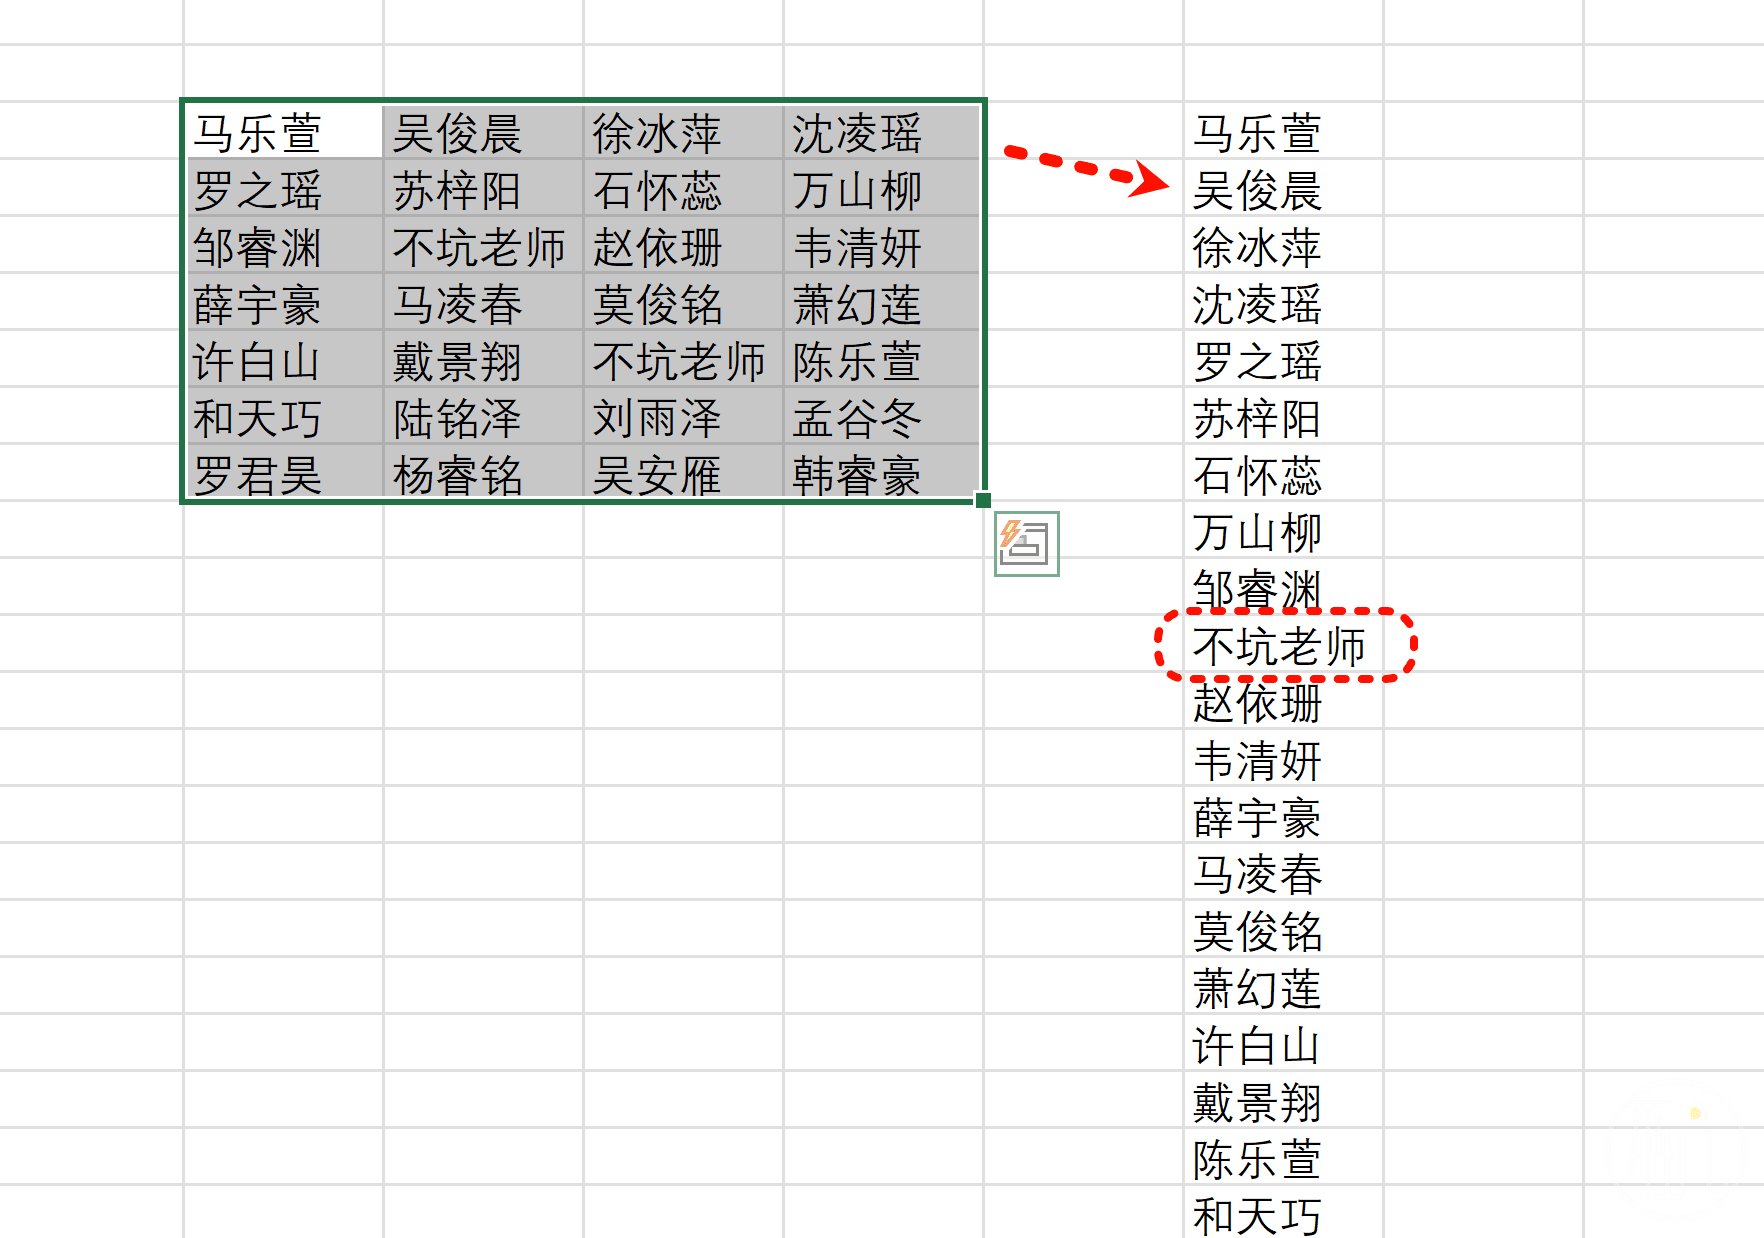 马乐萱 吴俊晨 徐冰萍 沈凌瑶
罗之瑶 苏梓阳 石怀蕊 万山柳
邹睿渊 不坑老师 赵依珊 韦清妍
薛宇豪 马凌春 莫俊铭 萧幻莲
许白山 戴景翔 不坑老师 陈乐萱
和天巧 陆铭泽 刘雨泽 孟谷冬
罗君昊 杨睿铭 吴安雁 韩睿豪
马乐萱
吴俊晨
徐冰萍
沈凌瑶
罗之瑶
苏梓阳
石怀蕊
万山柳
邹睿渊
不坑老师
赵依珊
韦清妍
薛宇豪
马凌春
莫俊铭
萧幻莲
许白山
戴景翔
陈乐萱
和天巧